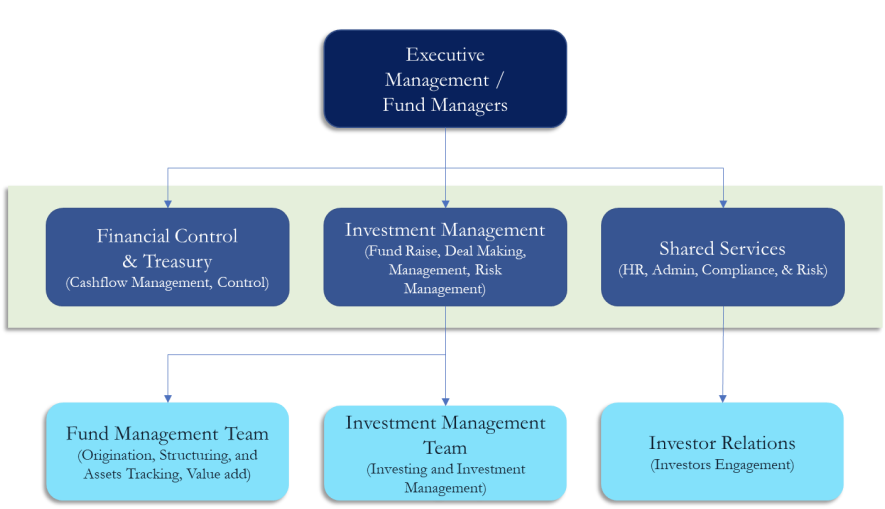 Executive
Management /
Fund Managers
Financial Control
& Treasury
(Cashflow Management, Control)
Investment Management
(Fund Raise, Deal Making,
Management, Risk
Management)
Shared Services
(HR, Admin, Compliance, & Risk)
Fund Management Team
(Origination, Structuring, and
Assets Tracking, Value add)
Investment Management
Team
(Investing and Investment
Management)
Investor Relations
(Investors Engagement)